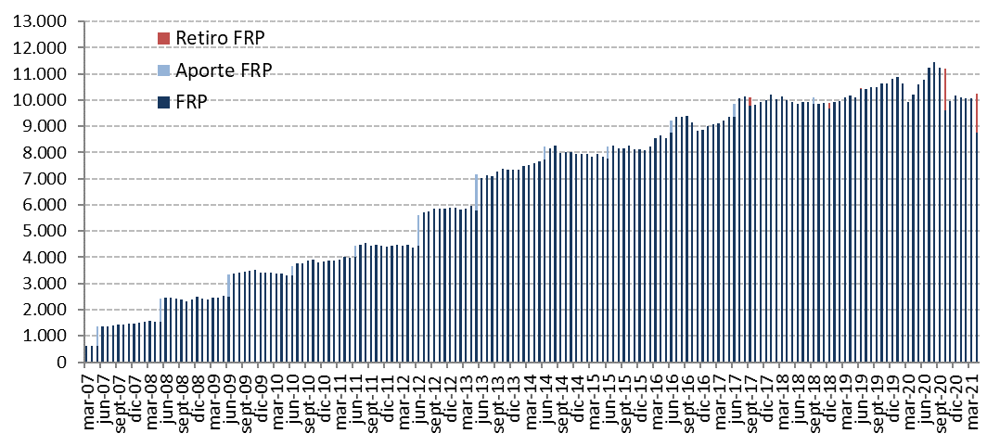 13.000
12.000
11.000
10.000
9.000
8.000
7.000
6.000
5.000
4.000
3.000
2.000
1.000
0
Retiro FRP
Aporte FRP
FRP
mar-07
jun-07
sept-07
dic-07
mar-08
jun-08
sept-08
dic-08
mar-09
jun-09
sept-09
dic-09
mar-10
jun-10
sept-10
dic-10
mar-11
jun-11
sept-11
dic-11
mar-12
jun-12
sept-12
dic-12
mar-13
jun-13
sept-13
dic-13
mar-14
jun-14
sept-14
dic-14
mar-15
jun-15
sept-15
dic-15
mar-16
jun-16
sept-16
dic-16
mar-17
jun-17
sept-17
dic-17
mar-18
jun-18
sept-18
dic-18
mar-19
jun-19
sept-19
dic-19
mar-20
jun-20
sept-20
dic-20
mar-21